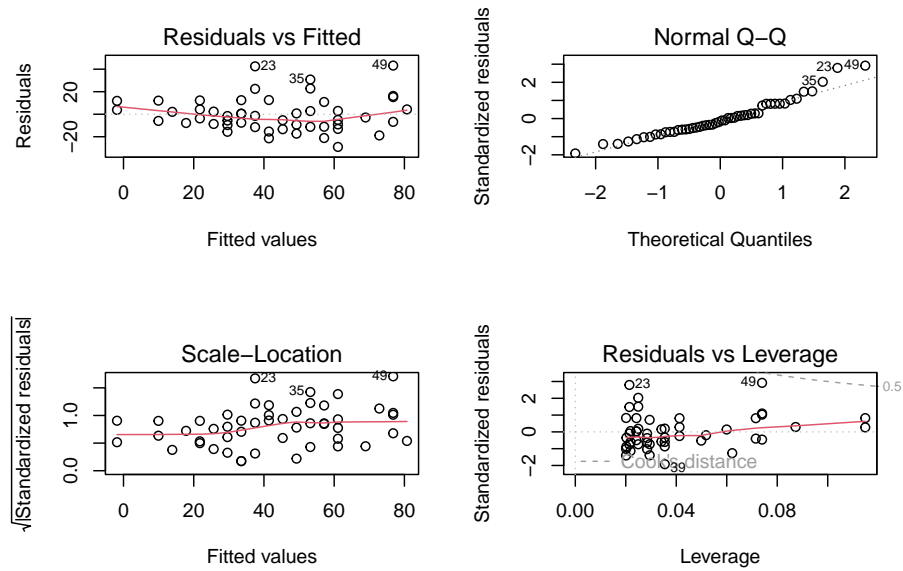 Residuals vs Fitted
Residuals
20
−20
0 20 40 60 80
Fitted values
23
35
49
Normal Q−Q
Standardized residuals
2
0
−2
−2 −1 0 1 2
Theoretical Quantiles
23
49
35
Scale−Location
√|Standardized residuals|
1.0
0.0
0 20 40 60 80
Fitted values
23
35
49
Residuals vs Leverage
Standardized residuals
2
0
−2
0.00 0.04 0.08
Leverage
23
49
39
Cook's distance
0.5